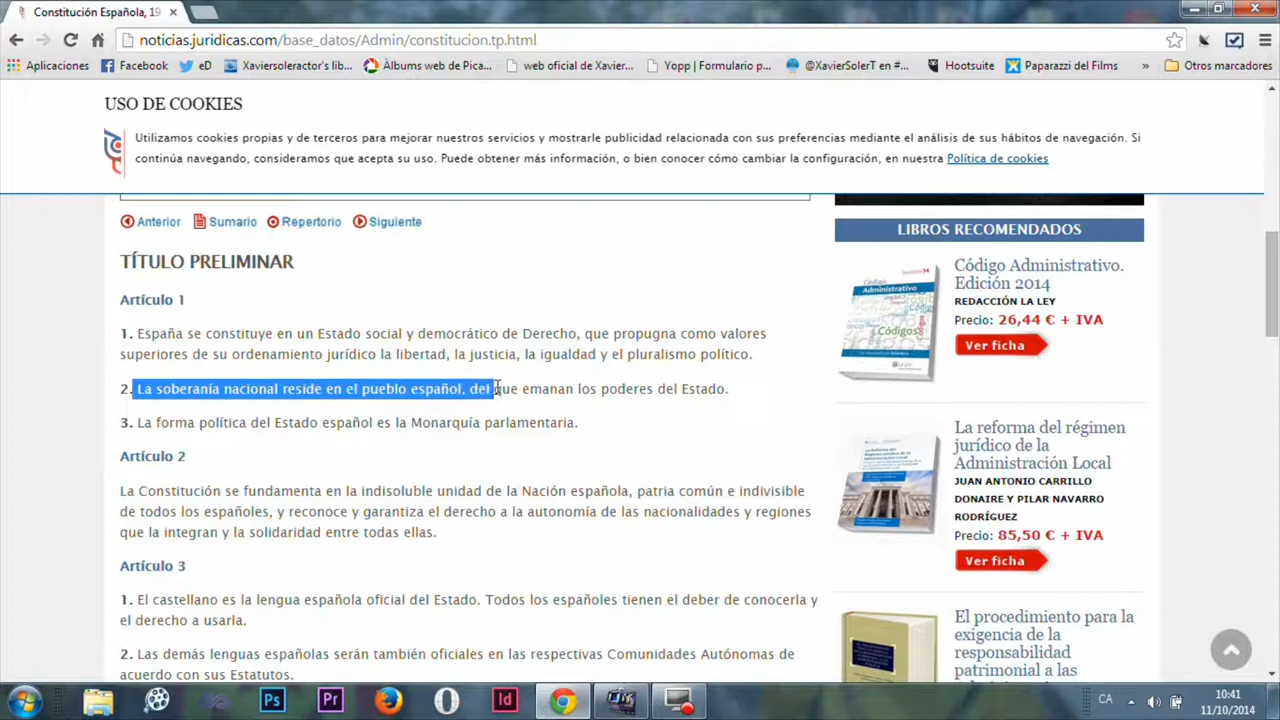 Constitución Española, 19
noticias.juridicas.com/base_datos/Admin/constitucion.tp.html
Aplicaciones Facebook eD Xaviersoleractor's lib... Àlbums web de Pica... web oficial de Xavier... Yopp | Formulario p... @XavierSolerT en #... Hootsuite Paparazzi del Films » Otros marcadores
USO DE COOKIES
Utilizamos cookies propias y de terceros para mejorar nuestros servicios y mostrarle publicidad relacionada con sus preferencias mediante el análisis de sus hábitos de navegación. Si
continúa navegando, consideramos que acepta su uso. Puede obtener más información, o bien conocer cómo cambiar la configuración, en nuestra Política de cookies
Anterior Sumario Repertorio Siguiente
TÍTULO PRELIMINAR
Artículo 1
1. España se constituye en un Estado social y democrático de Derecho, que propugna como valores
superiores de su ordenamiento jurídico la libertad, la justicia, la igualdad y el pluralismo político.
2. La soberanía nacional reside en el pueblo español, del que emanan los poderes del Estado.
3. La forma política del Estado español es la Monarquía parlamentaria.
Artículo 2
La Constitución se fundamenta en la indisoluble unidad de la Nación española, patria común e indivisible
de todos los españoles, y reconoce y garantiza el derecho a la autonomía de las nacionalidades y regiones
que la integran y la solidaridad entre todas ellas.
Artículo 3
1. El castellano es la lengua española oficial del Estado. Todos los españoles tienen el deber de conocerla y
el derecho a usarla.
2. Las demás lenguas españolas serán también oficiales en las respectivas Comunidades Autónomas de
acuerdo con sus Estatutos.
LIBROS RECOMENDADOS
Código
Administrativo
Códigos
Código Administrativo.
Edición 2014
REDACCIÓN LA LEY
Precio: 26,44 € + IVA
Ver ficha
La reforma del régimen
jurídico de la
Administración Local
JUAN ANTONIO CARRILLO
DONAIRE Y PILAR NAVARRO
RODRÍGUEZ
Precio: 85,50 € + IVA
Ver ficha
El procedimiento para la
exigencia de la
responsabilidad
patrimonial a las
Ps Pr Id
CA
10:41
11/10/2014